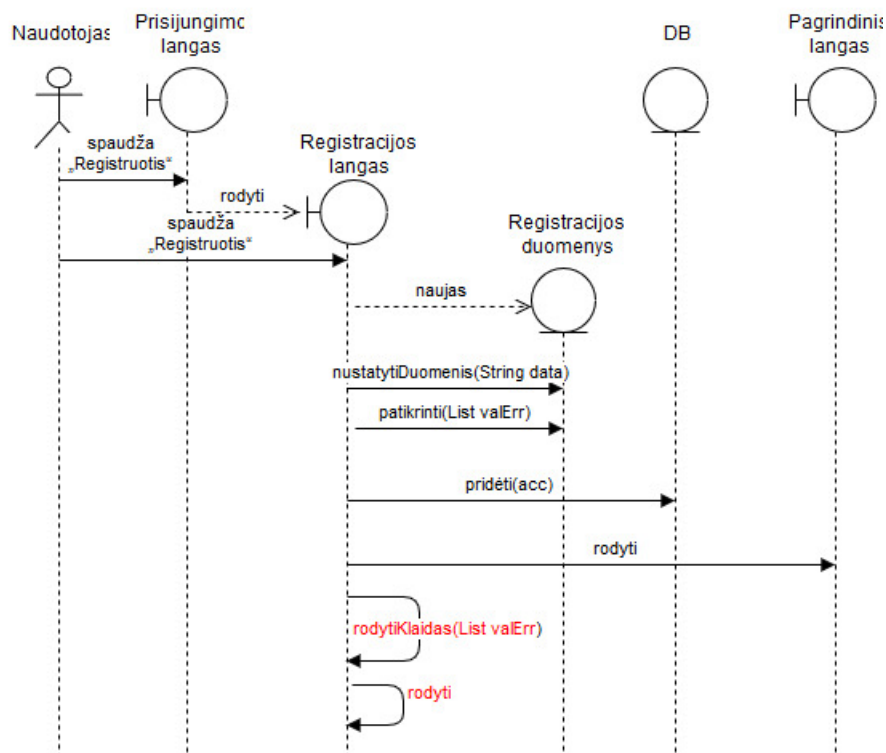 Naudotojas
Prisijungimo
langas
DB
Pagrindinis
langas
spaudža
„Registruotis“
Registracijos
langas
rodyti
spaudža
„Registruotis“
Registracijos
duomenys
naujas
nustatytiDuomenis(String data)
patikrinti(List valErr)
pridėti(acc)
rodyti
rodytiKlaidas(List valErr)
rodyti